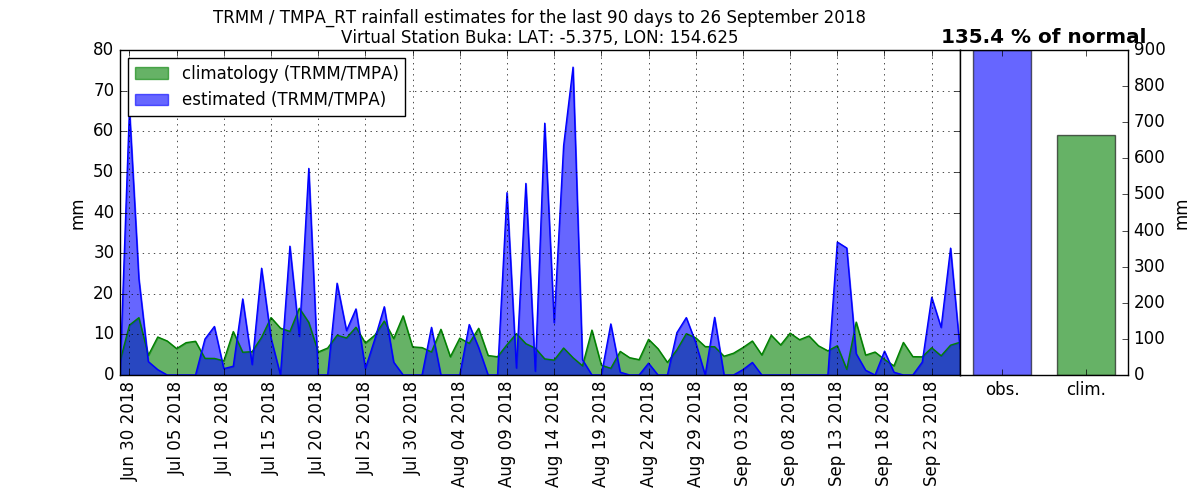 TRMM / TMPA_RT rainfall estimates for the last 90 days to 26 September 2018
Virtual Station Buka: LAT: -5.375, LON: 154.625
135.4 % of normal
climatology (TRMM/TMPA)
estimated (TRMM/TMPA)
80
70
60
50
40
30
20
10
0
mm
900
800
700
600
500
400
300
200
100
0
mm
Jun 30 2018
Jul 05 2018
Jul 10 2018
Jul 15 2018
Jul 20 2018
Jul 25 2018
Jul 30 2018
Aug 04 2018
Aug 09 2018
Aug 14 2018
Aug 19 2018
Aug 24 2018
Aug 29 2018
Sep 03 2018
Sep 08 2018
Sep 13 2018
Sep 18 2018
Sep 23 2018
obs.
clim.